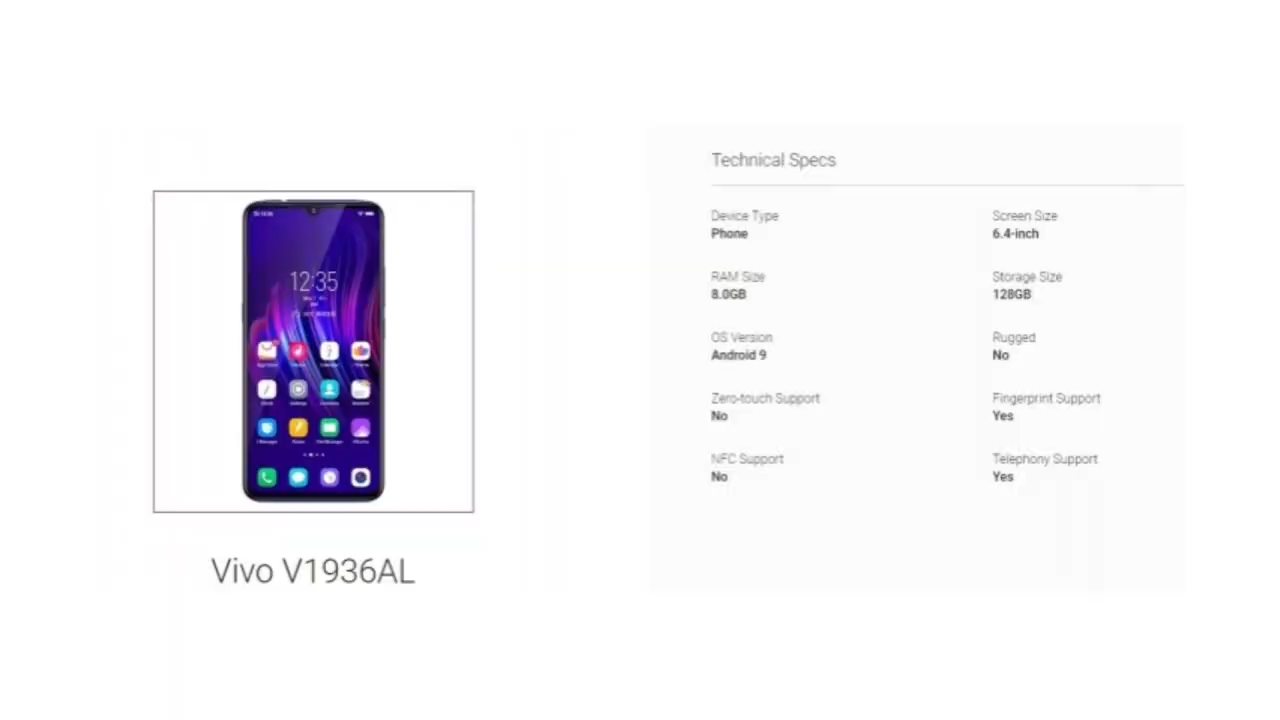 12:35
Vivo V1936AL
Technical Specs
Device Type
Phone
Screen Size
6.4-inch
RAM Size
8.0GB
Storage Size
128GB
OS Version
Android 9
Rugged
No
Zero-touch Support
No
Fingerprint Support
Yes
NFC Support
No
Telephony Support
Yes